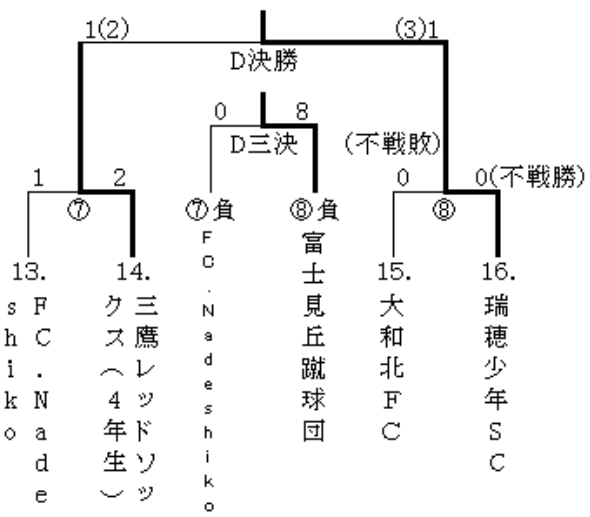 1(2) (3)1
D決勝
0 8
D三決 (不戦敗)
1 2 0 0(不戦勝)
⑦ ⑦負 ⑧負 ⑧
13. 14. 15. 16.
FC.Nadeshiko
三鷹レッドソックス(4年生)
FC.Nadeshiko
富士見丘蹴球団
大和北FC
瑞穂少年SC